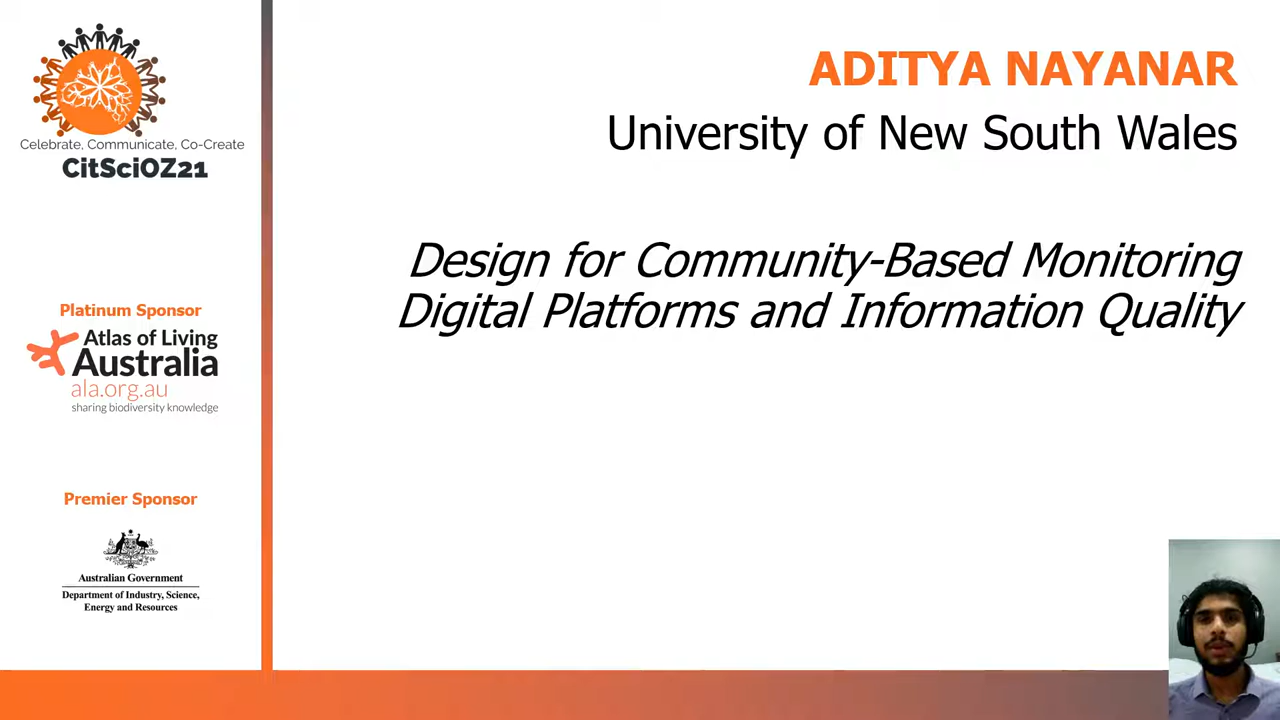 Celebrate, Communicate, Co-Create
CitSciOZ21
Platinum Sponsor
Atlas of Living
Australia
ala.org.au
sharing biodiversity knowledge
Premier Sponsor
Australian Government
Department of Industry, Science,
Energy and Resources
ADITYA NAYANAR
University of New South Wales
Design for Community-Based Monitoring
Digital Platforms and Information Quality